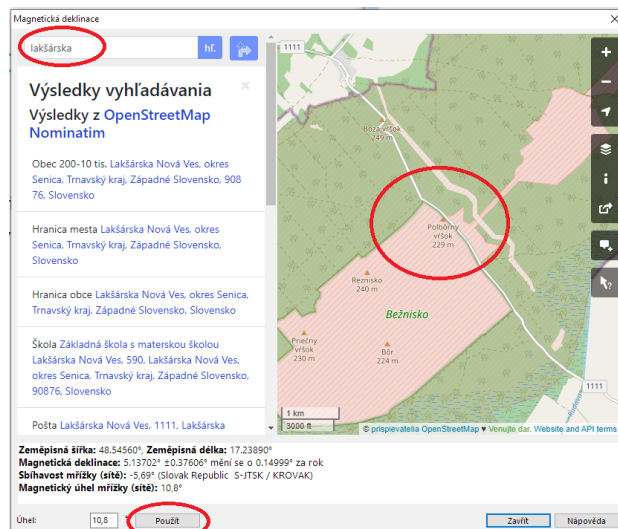 Magnetická deklinace
lakšárska
hľ.
Výsledky vyhľadávania
Výsledky z OpenStreetMap
Nominatim
Obec 200-10 tis. Lakšárska Nová Ves, okres
Senica, Trnavský kraj, Západné Slovensko, 908
76, Slovensko
Hranica mesta Lakšárska Nová Ves, okres
Senica, Trnavský kraj, Západné Slovensko,
Slovensko
Hranica obce Lakšárska Nová Ves, okres Senica,
Trnavský kraj, Západné Slovensko, Slovensko
Škola Základná škola s materskou školou
Lakšárska Nová Ves, 590, Lakšárska Nová Ves,
okres Senica, Trnavský kraj, Západné Slovensko,
90876, Slovensko
Pošta Lakšárska Nová Ves, 1111, Lakšárska
1111
Bozá vŕšok
249 m
Polbôrny
vŕšok
229 m
Reznisko
240 m
Bežnisko
Priečny
vŕšok
230 m
Bôr
224 m
1111
Rudava
1 km
3000 ft
© prispievatelia OpenStreetMap ♥ Venujte dar. Website and API terms
Zeměpisná šířka: 48.54560°, Zeměpisná délka: 17.23890°
Magnetická deklinace: 5.13702° ±0.37606° mění se o 0.14999° za rok
Sbíhavost mřížky (sítě): -5,69° (Slovak Republic S-JTSK / KROVAK)
Magnetický úhel mřížky (sítě): 10,8°
Úhel:
10,8
°
Použít
Zavřít
Nápověda